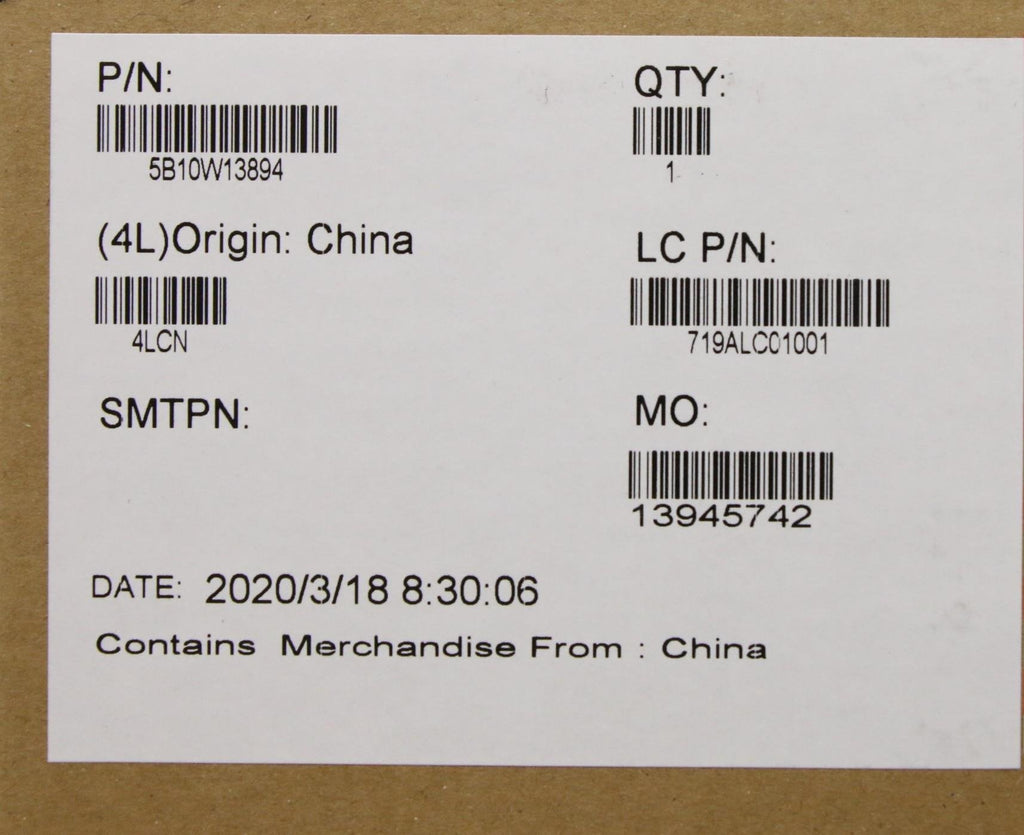 P/N:
5B10W13894
QTY:
1
(4L)Origin: China
4LCN
LC P/N:
719ALC01001
SMTPN:
MO:
13945742
DATE: 2020/3/18 8:30:06
Contains Merchandise From : China